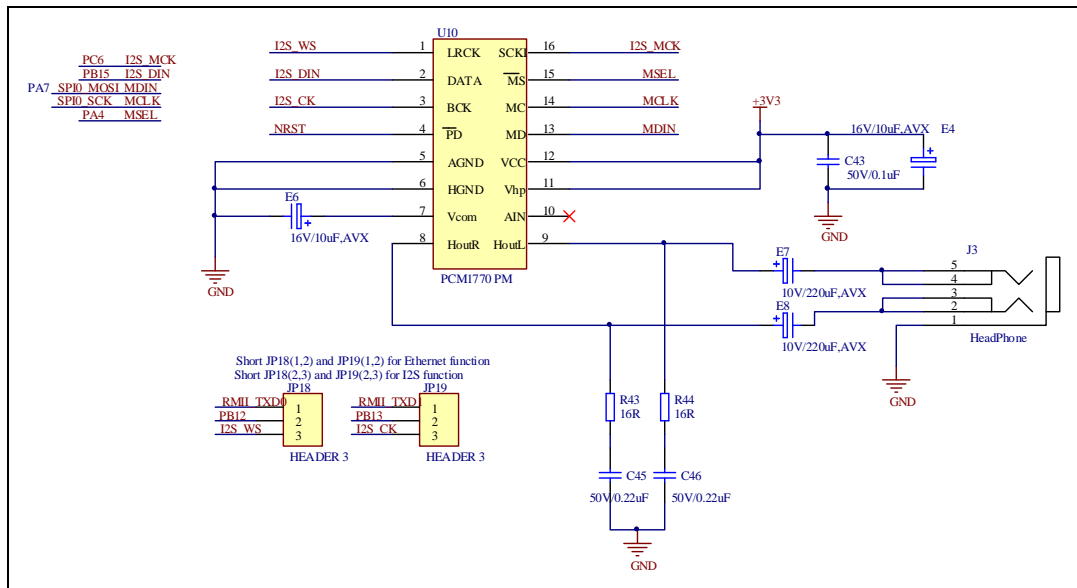 U10
PC6 I2S_MCK
PB15 I2S_DIN
PA7 SPI0_MOSI MDIN
SPI0_SCK MCLK
PA4 MSEL
I2S_WS 1 LRCK SCKI 16 I2S_MCK
I2S_DIN 2 DATA MS 15 MSEL
I2S_CK 3 BCK MC 14 MCLK
NRST 4 PD MD 13 MDIN
5 AGND VCC 12
6 HGND Vhp 11
7 Vcom AIN 10
8 HoutR HoutL 9
PCM1770 PM
E6
+
16V/10uF,AVX
GND
+3V3
16V/10uF,AVX E4
+
C43
50V/0.1uF
GND
E7
+
10V/220uF,AVX
E8
+
10V/220uF,AVX
J3
5
4
3
2
1
HeadPhone
GND
Short JP18(1,2) and JP19(1,2) for Ethernet function
Short JP18(2,3) and JP19(2,3) for I2S function
JP18 JP19
RMII_TXD0 1 RMII_TXD1 1
PB12 2 PB13 2
I2S_WS 3 I2S_CK 3
HEADER 3 HEADER 3
R43 R44
16R 16R
C45 C46
50V/0.22uF 50V/0.22uF
GND